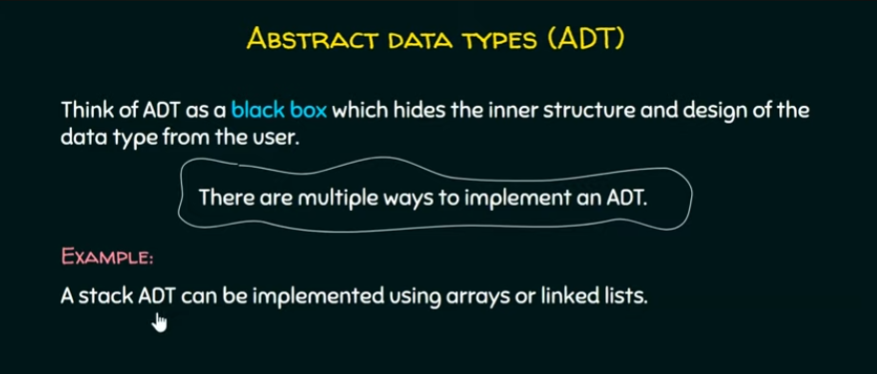 ABSTRACT DATA TYPES (ADT)
Think of ADT as a black box which hides the inner structure and design of the
data type from the user.
There are multiple ways to implement an ADT.
EXAMPLE:
A stack ADT can be implemented using arrays or linked lists.